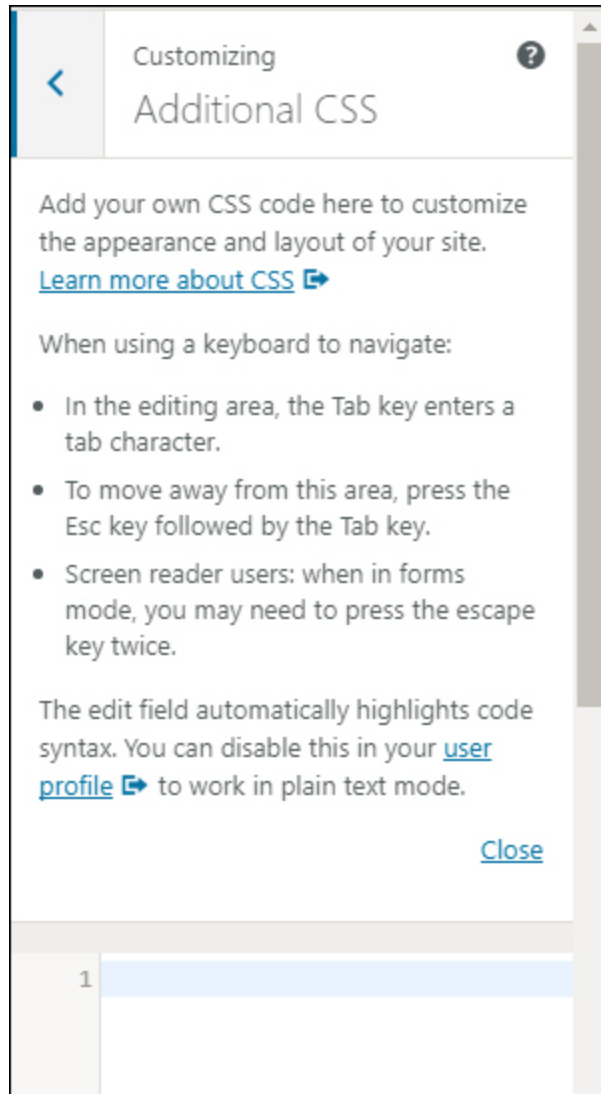 Customizing
Additional CSS
Add your own CSS code here to customize
the appearance and layout of your site.
Learn more about CSS
When using a keyboard to navigate:
• In the editing area, the Tab key enters a
tab character.
• To move away from this area, press the
Esc key followed by the Tab key.
• Screen reader users: when in forms
mode, you may need to press the escape
key twice.
The edit field automatically highlights code
syntax. You can disable this in your user
profile to work in plain text mode.
Close
1